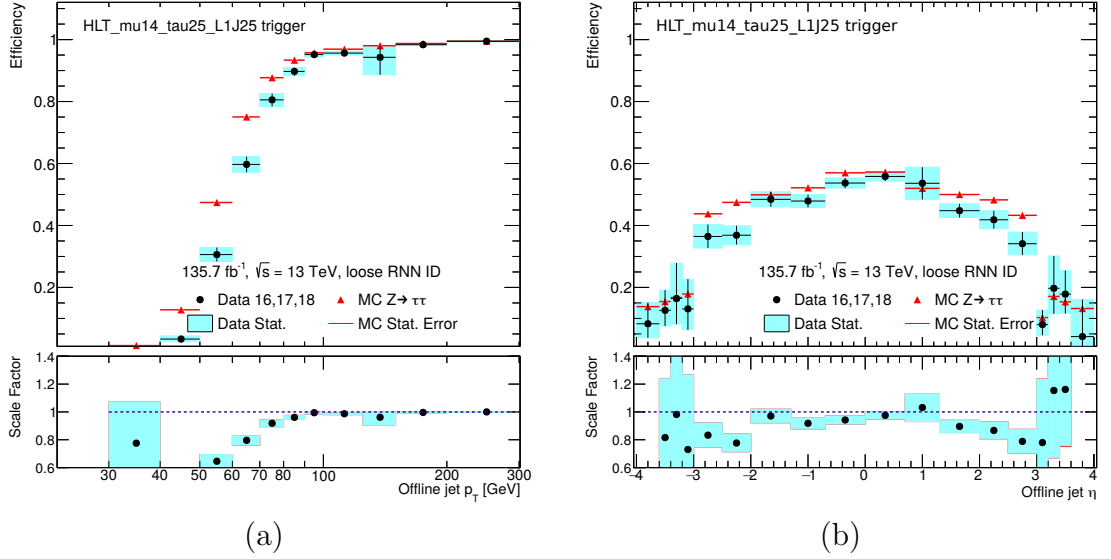 HLT_mu14_tau25_L1J25 trigger
Efficiency
1
0.8
0.6
0.4
0.2
135.7 fb-1, √s = 13 TeV, loose RNN ID
Data 16,17,18
MC Z→ ττ
Data Stat.
MC Stat. Error
Scale Factor
1.4
1.2
1.0
0.8
0.6
30 40 50 60 70 80 100 200 300
Offline jet pT [GeV]
(a)
HLT_mu14_tau25_L1J25 trigger
Efficiency
1
0.8
0.6
0.4
0.2
135.7 fb-1, √s = 13 TeV, loose RNN ID
Data 16,17,18
MC Z→ ττ
Data Stat.
MC Stat. Error
Scale Factor
1.4
1.2
1.0
0.8
0.6
−4 −3 −2 −1 0 1 2 3 4
Offline jet η
(b)